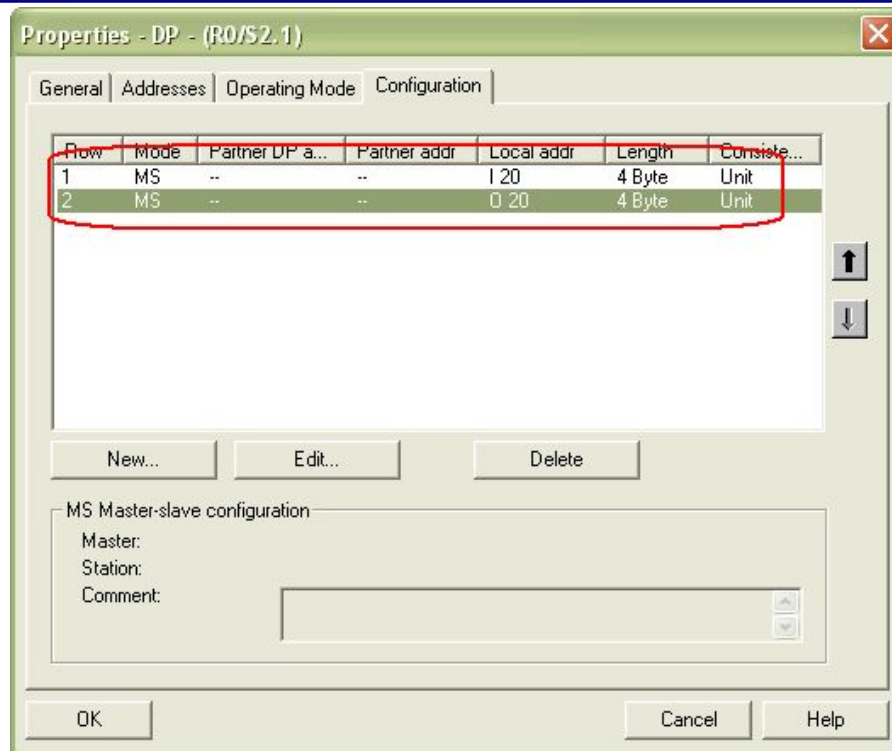 Properties - DP - (R0/S2.1)
General Addresses Operating Mode Configuration
Row Mode Partner DP a... Partner addr Local addr Length Consiste...
1 MS -- -- I 20 4 Byte Unit
2 MS -- -- O 20 4 Byte Unit
New... Edit... Delete
MS Master-slave configuration
Master:
Station:
Comment:
OK Cancel Help